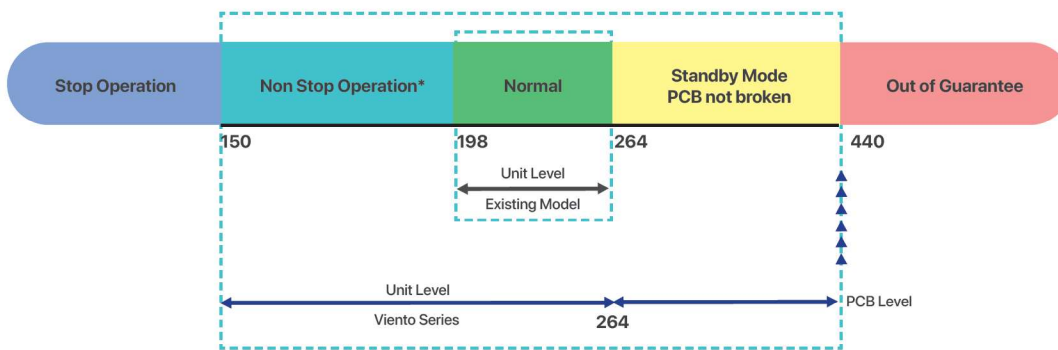 Stop Operation
Non Stop Operation*
Normal
Standby Mode
PCB not broken
Out of Guarantee
150
198
264
440
Unit Level
Existing Model
Unit Level
Viento Series
264
PCB Level